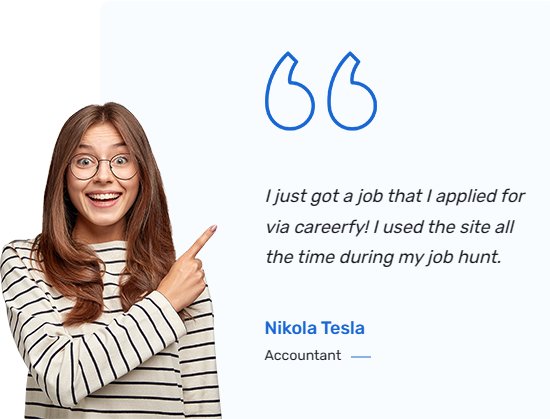 I just got a job that I applied for
via careerfy! I used the site all
the time during my job hunt.
Nikola Tesla
Accountant